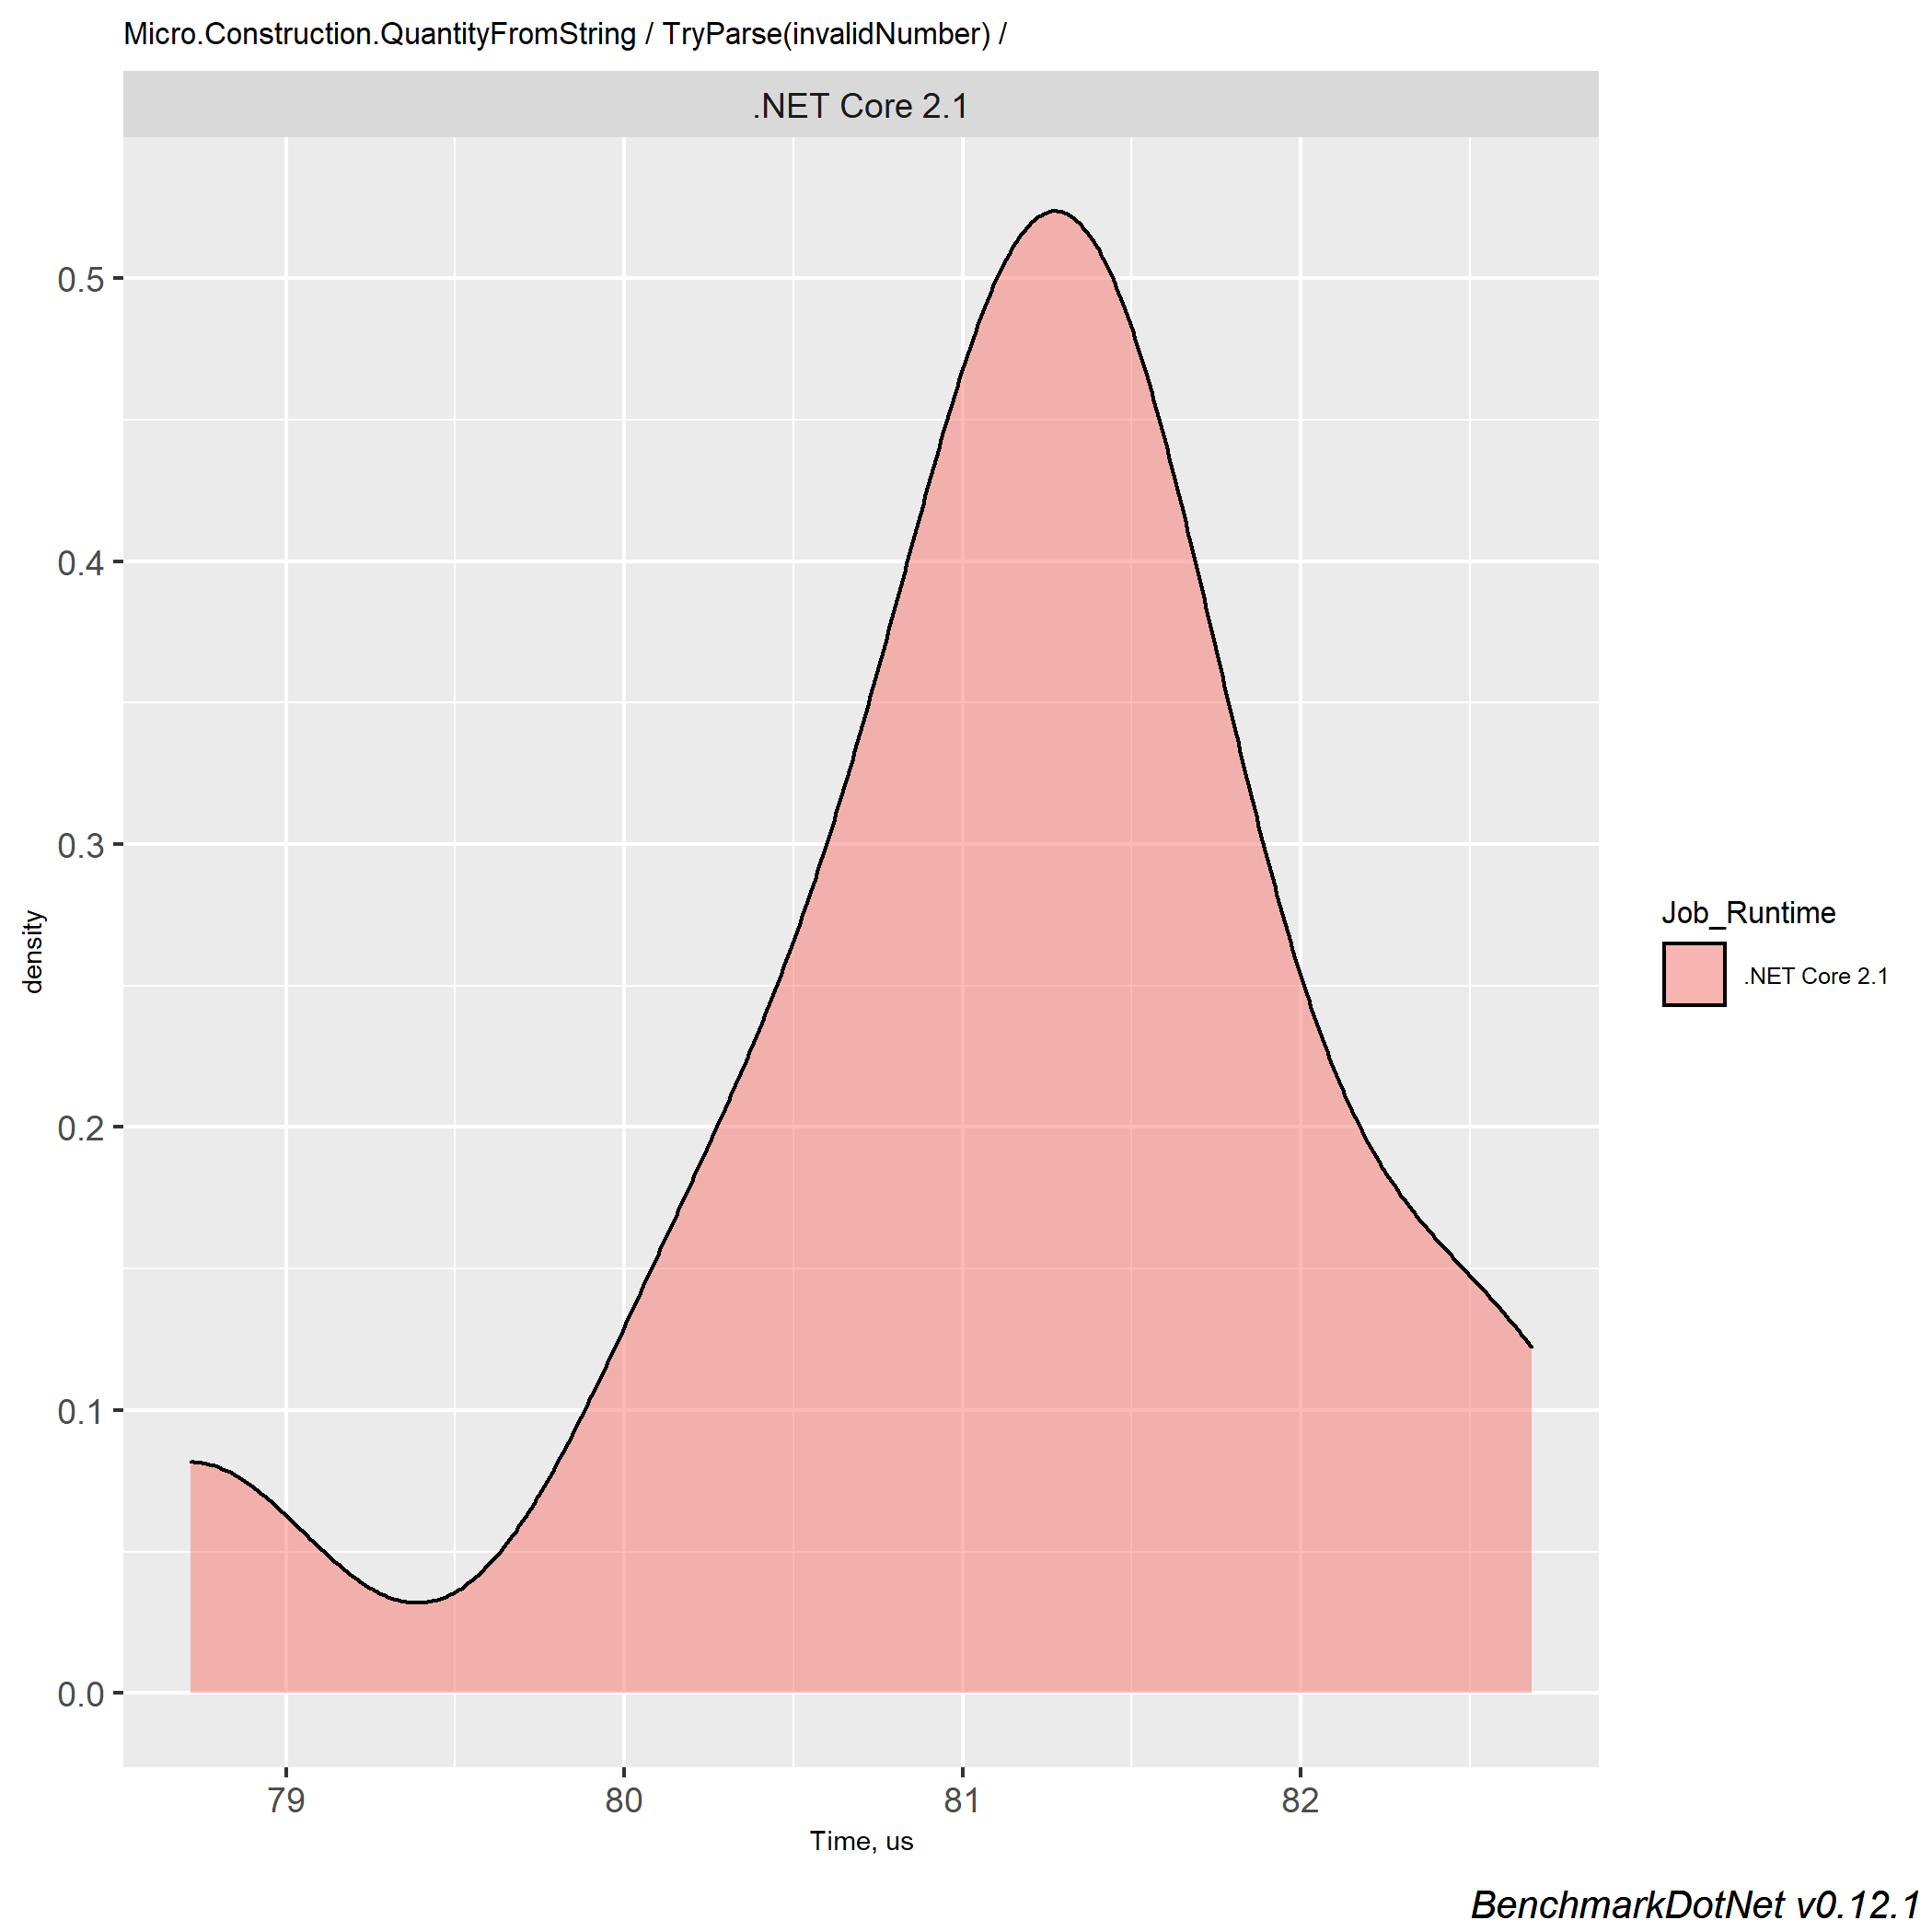 Micro.Construction.QuantityFromString / TryParse(invalidNumber) /
.NET Core 2.1
0.5
0.4
0.3
0.2
0.1
0.0
density
79 80 81 82
Time, us
Job_Runtime
.NET Core 2.1
BenchmarkDotNet v0.12.1